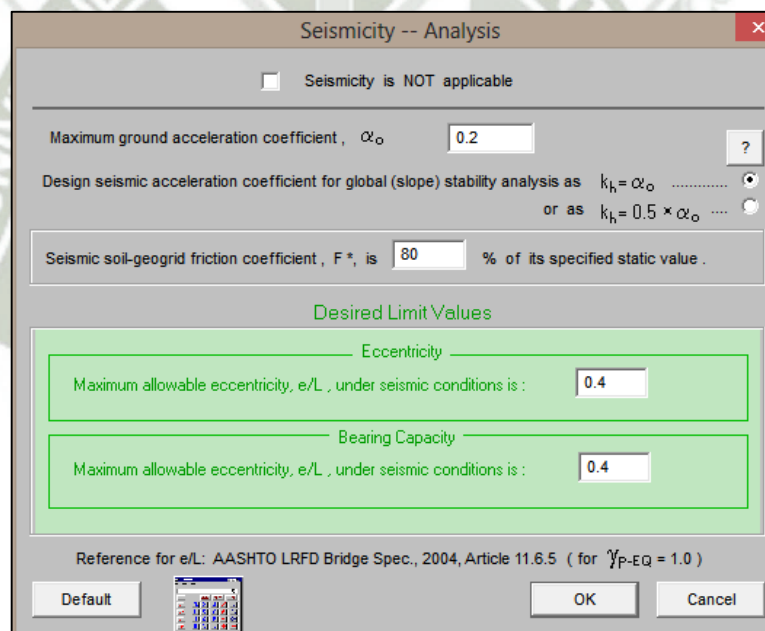 Seismicity -- Analysis
Seismicity is NOT applicable
Maximum ground acceleration coefficient , αo 0.2
?
Design seismic acceleration coefficient for global (slope) stability analysis as kh = αo .............
or as kh = 0.5 × αo ....
Seismic soil-geogrid friction coefficient , F *, is 80 % of its specified static value .
Desired Limit Values
Eccentricity
Maximum allowable eccentricity, e/L , under seismic conditions is : 0.4
Bearing Capacity
Maximum allowable eccentricity, e/L , under seismic conditions is : 0.4
Reference for e/L: AASHTO LRFD Bridge Spec., 2004, Article 11.6.5 ( for γP-EQ = 1.0 )
Default OK Cancel